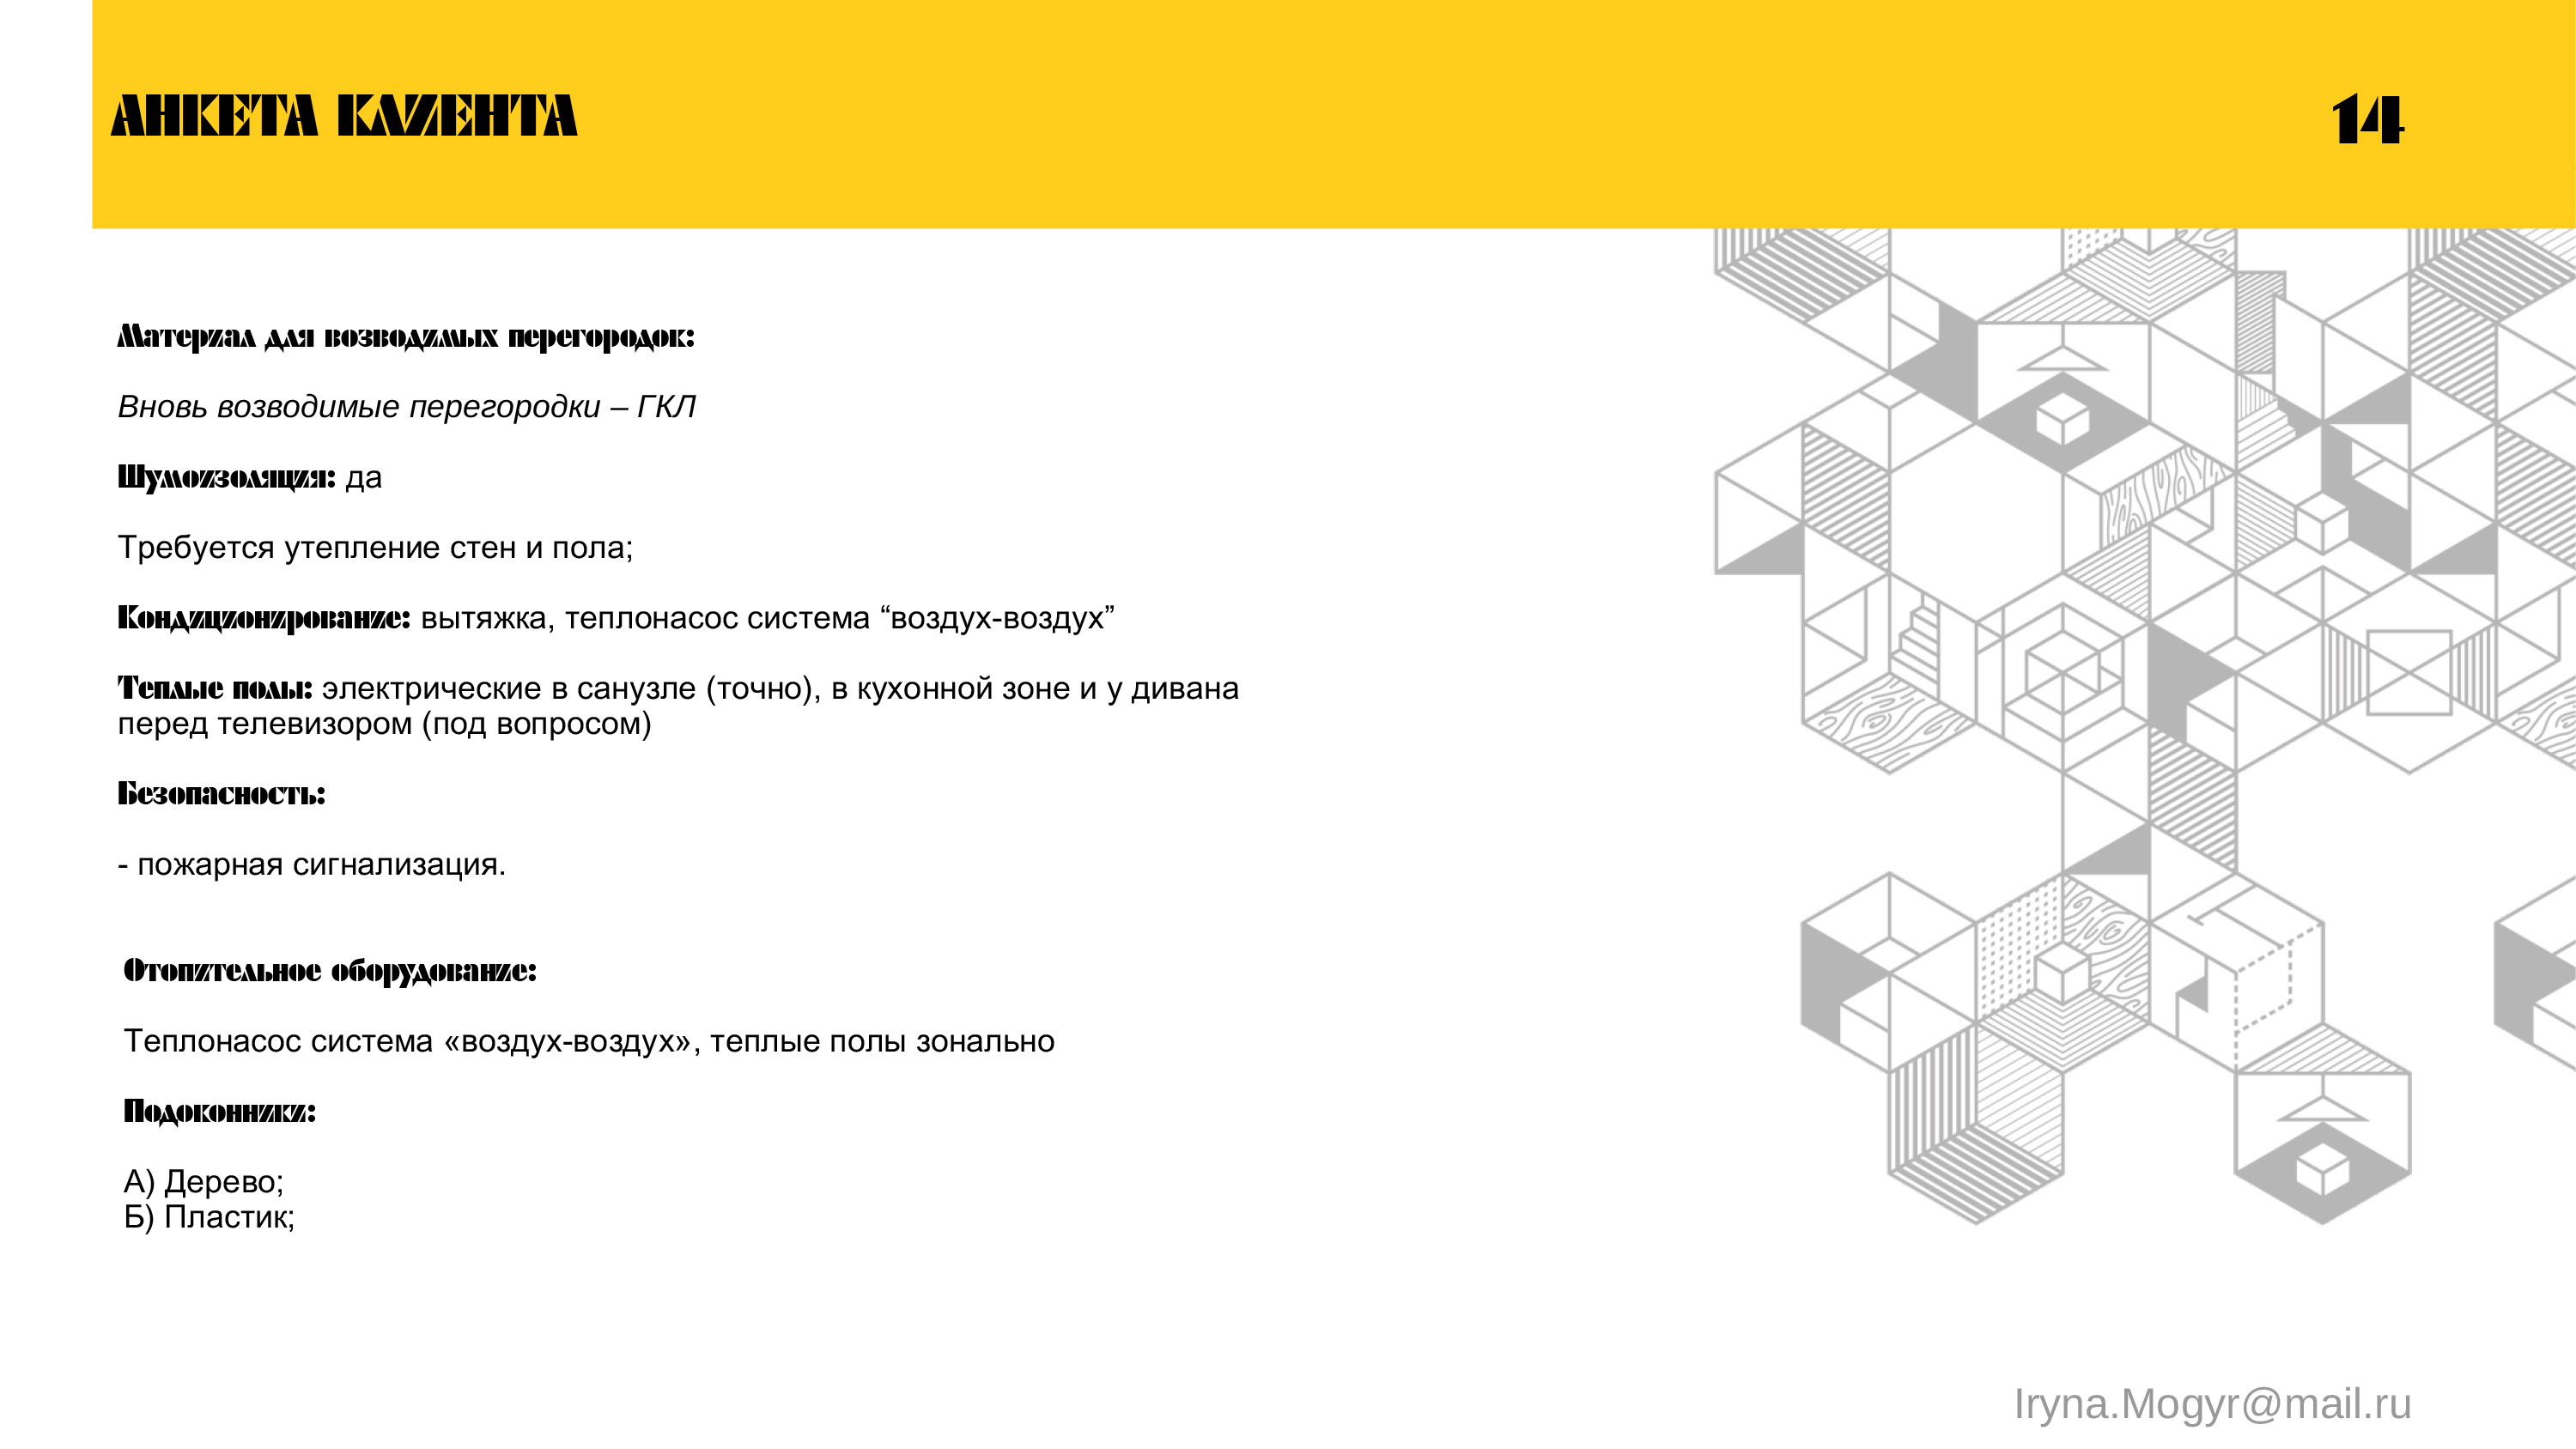 АНКЕТА КЛИЕНТА
14
Материал для возводимых перегородок:
Вновь возводимые перегородки – ГКЛ
Шумоизоляция: да
Требуется утепление стен и пола;
Кондиционирование: вытяжка, теплонасос система “воздух-воздух”
Теплые полы: электрические в санузле (точно), в кухонной зоне и у дивана
перед телевизором (под вопросом)
Безопасность:
- пожарная сигнализация.
Отопительное оборудование:
Теплонасос система «воздух-воздух», теплые полы зонально
Подоконники:
А) Дерево;
Б) Пластик;
Iryna.Mogyr@mail.ru